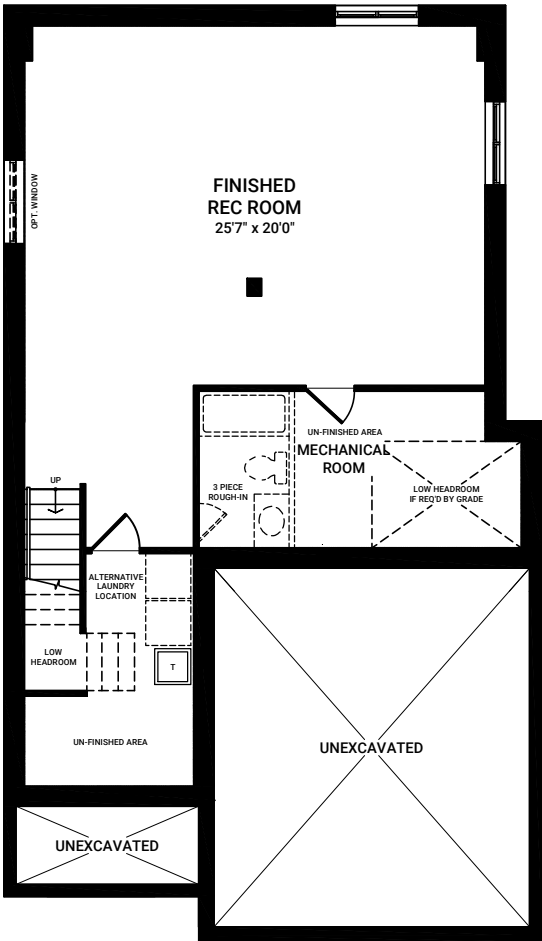 OPT. WINDOW
FINISHED
REC ROOM
25'7" x 20'0"
UN-FINISHED AREA
MECHANICAL
ROOM
3 PIECE
ROUGH-IN
LOW HEADROOM
IF REQ'D BY GRADE
UP
ALTERNATIVE
LAUNDRY
LOCATION
LOW
HEADROOM
T
UN-FINISHED AREA
UNEXCAVATED
UNEXCAVATED